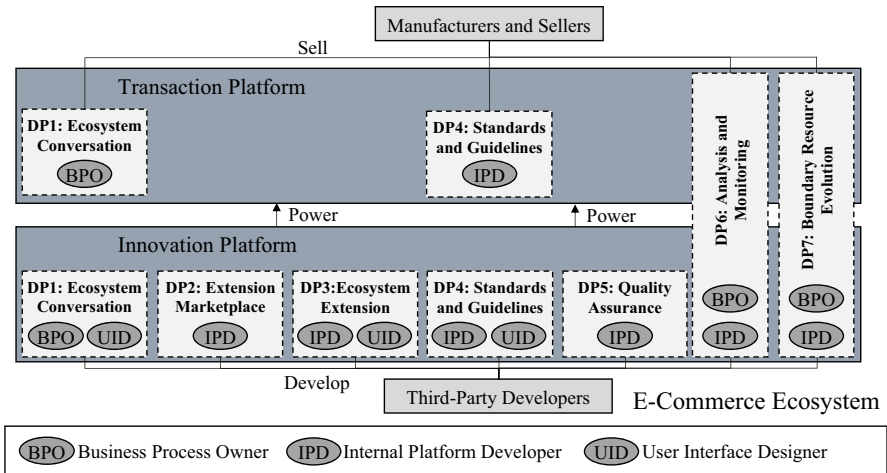 Manufacturers and Sellers
Sell
Transaction Platform
DP1: Ecosystem
Conversation
BPO
DP4: Standards
and Guidelines
IPD
DP6: Analysis and
Monitoring
BPO
IPD
DP7: Boundary Resource
Evolution
BPO
IPD
Power
Power
Innovation Platform
DP1: Ecosystem
Conversation
BPO UID
DP2: Extension
Marketplace
IPD
DP3:Ecosystem
Extension
IPD UID
DP4: Standards
and Guidelines
IPD UID
DP5: Quality
Assurance
IPD
Develop
Third-Party Developers
E-Commerce Ecosystem
BPO Business Process Owner
IPD Internal Platform Developer
UID User Interface Designer